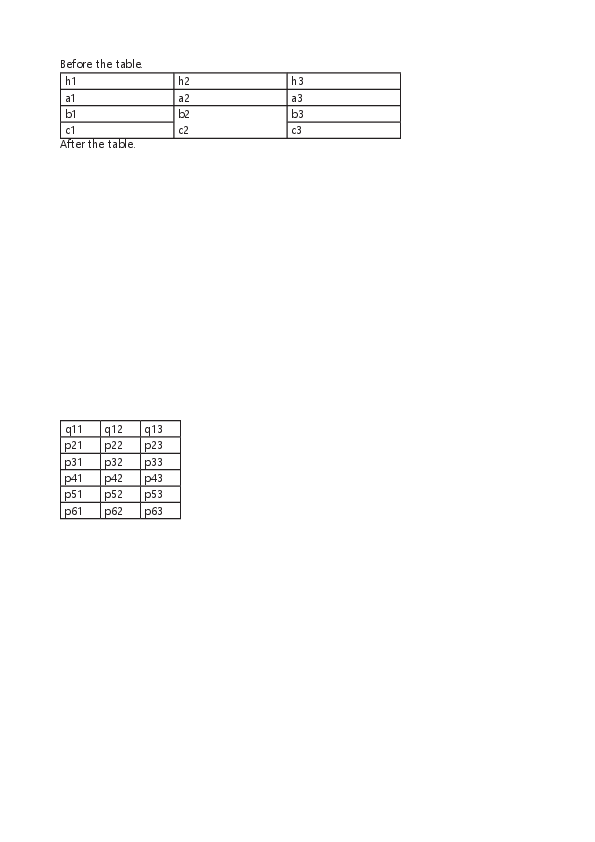 Before the table.
h1 h2 h3
a1 a2 a3
b1 b2 b3
c1 c2 c3
After the table.
q11 q12 q13
p21 p22 p23
p31 p32 p33
p41 p42 p43
p51 p52 p53
p61 p62 p63